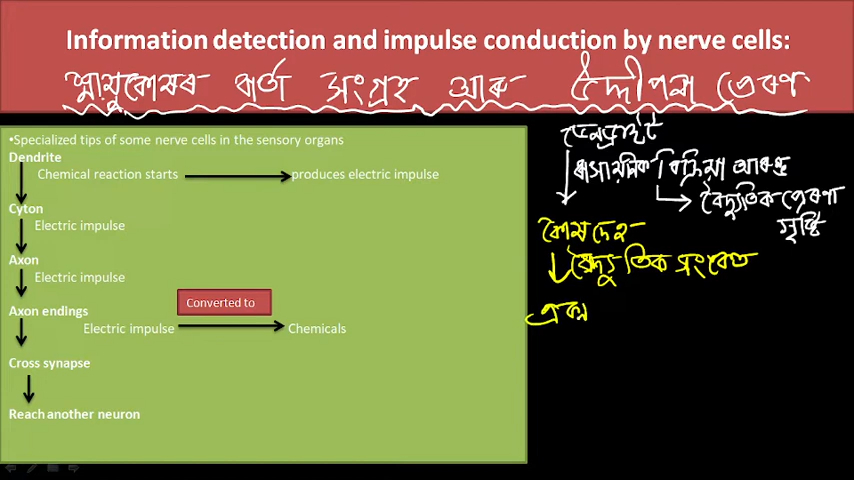 Information detection and impulse conduction by nerve cells:
স্নায়ুকোষৰ বাৰ্তা সংগ্ৰহ আৰু উদ্দীপনা প্ৰেৰণ
•Specialized tips of some nerve cells in the sensory organs
Dendrite
Chemical reaction starts produces electric impulse
Cyton
Electric impulse
Axon
Electric impulse
Axon endings
Converted to
Electric impulse Chemicals
Cross synapse
Reach another neuron
ডেনড্ৰাইট
ৰাসায়নিক বিক্ৰিয়া আৰম্ভ
বৈদ্যুতিক প্ৰেৰণা
সৃষ্টি
কোষ দেহ
বৈদ্যুতিক সংকেত